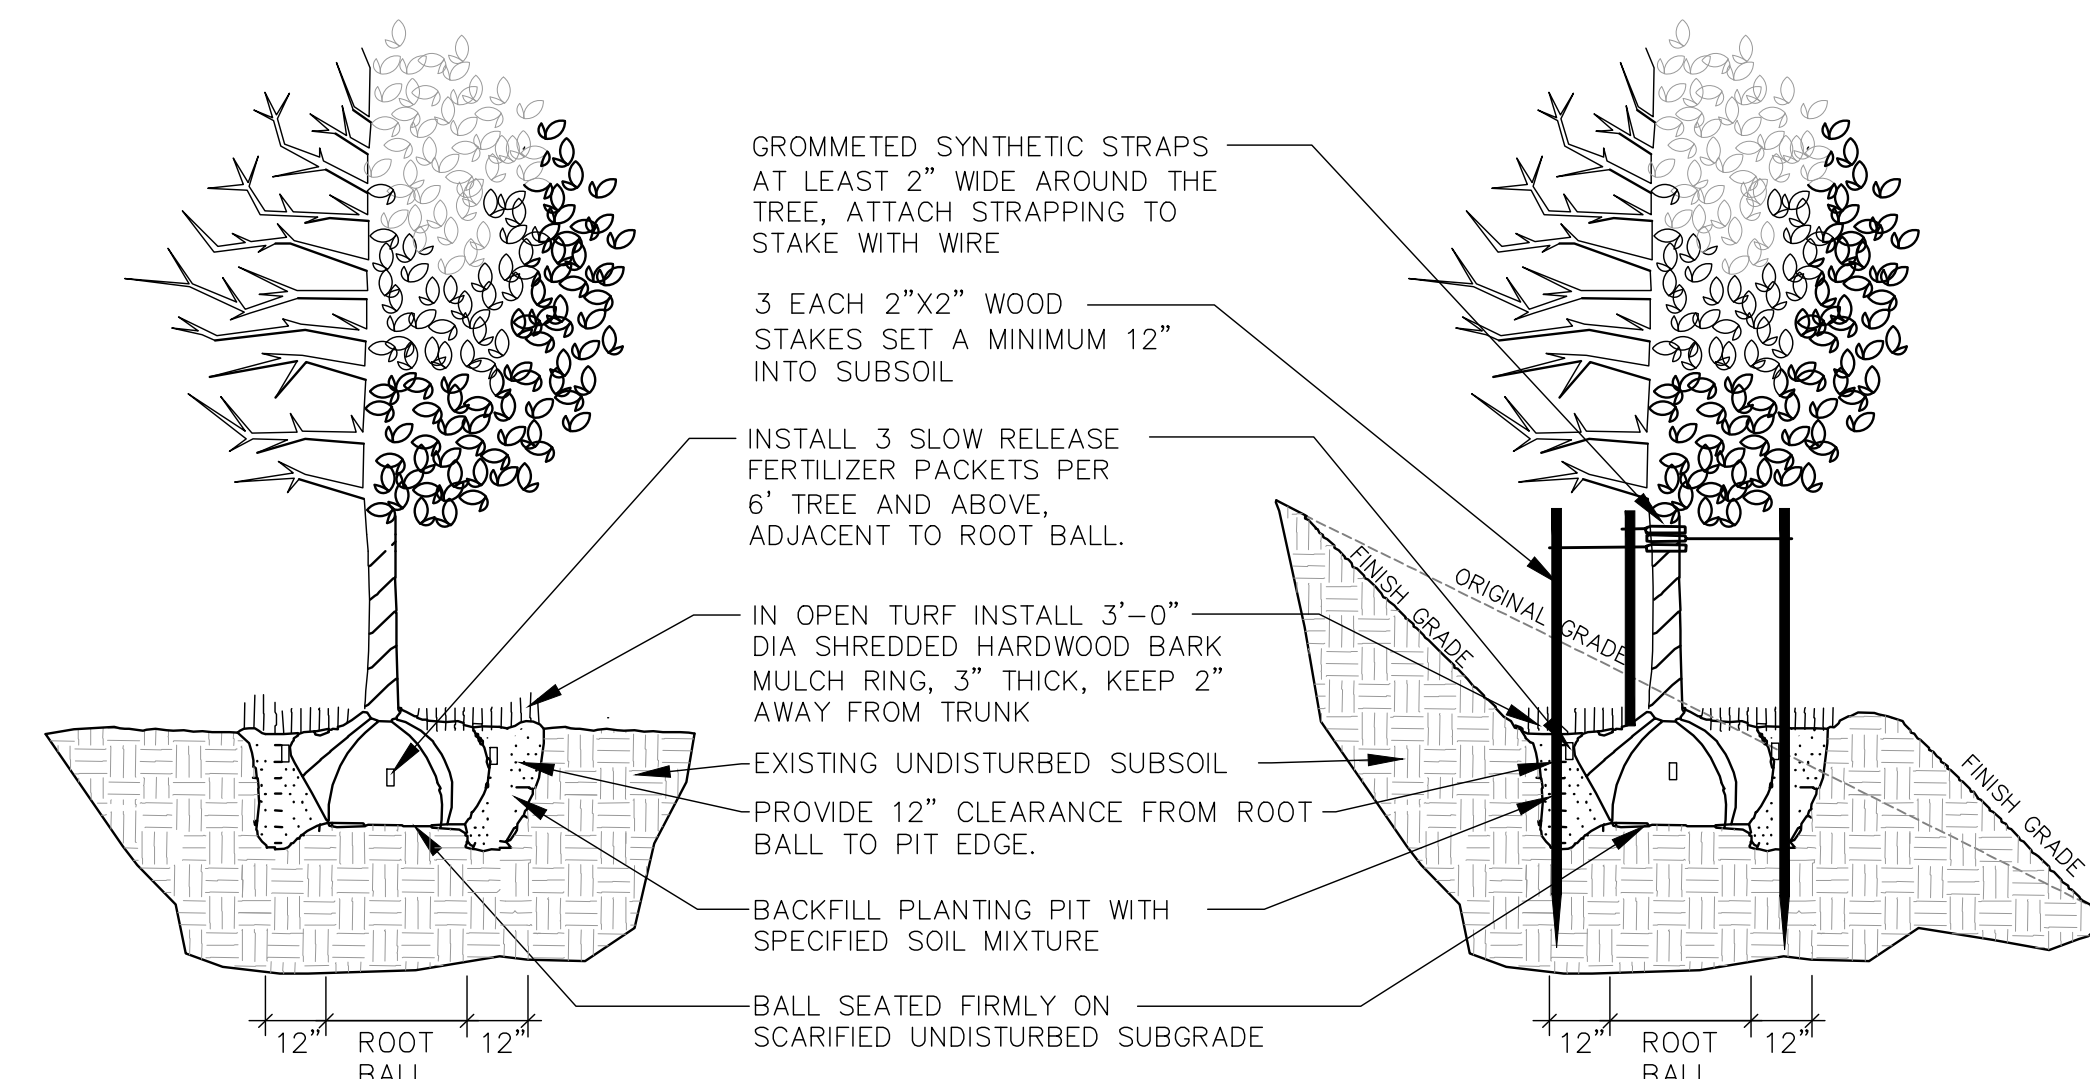 GROMMETED SYNTHETIC STRAPS
AT LEAST 2” WIDE AROUND THE
TREE, ATTACH STRAPPING TO
STAKE WITH WIRE
3 EACH 2”X2” WOOD
STAKES SET A MINIMUM 12”
INTO SUBSOIL
INSTALL 3 SLOW RELEASE
FERTILIZER PACKETS PER
6’ TREE AND ABOVE,
ADJACENT TO ROOT BALL.
IN OPEN TURF INSTALL 3’–0”
DIA SHREDDED HARDWOOD BARK
MULCH RING, 3” THICK, KEEP 2”
AWAY FROM TRUNK
EXISTING UNDISTURBED SUBSOIL
PROVIDE 12” CLEARANCE FROM ROOT
BALL TO PIT EDGE.
BACKFILL PLANTING PIT WITH
SPECIFIED SOIL MIXTURE
BALL SEATED FIRMLY ON
SCARIFIED UNDISTURBED SUBGRADE
12”
ROOT
BALL
12”
FINISH GRADE
ORIGINAL GRADE
FINISH GRADE
12”
ROOT
BALL
12”